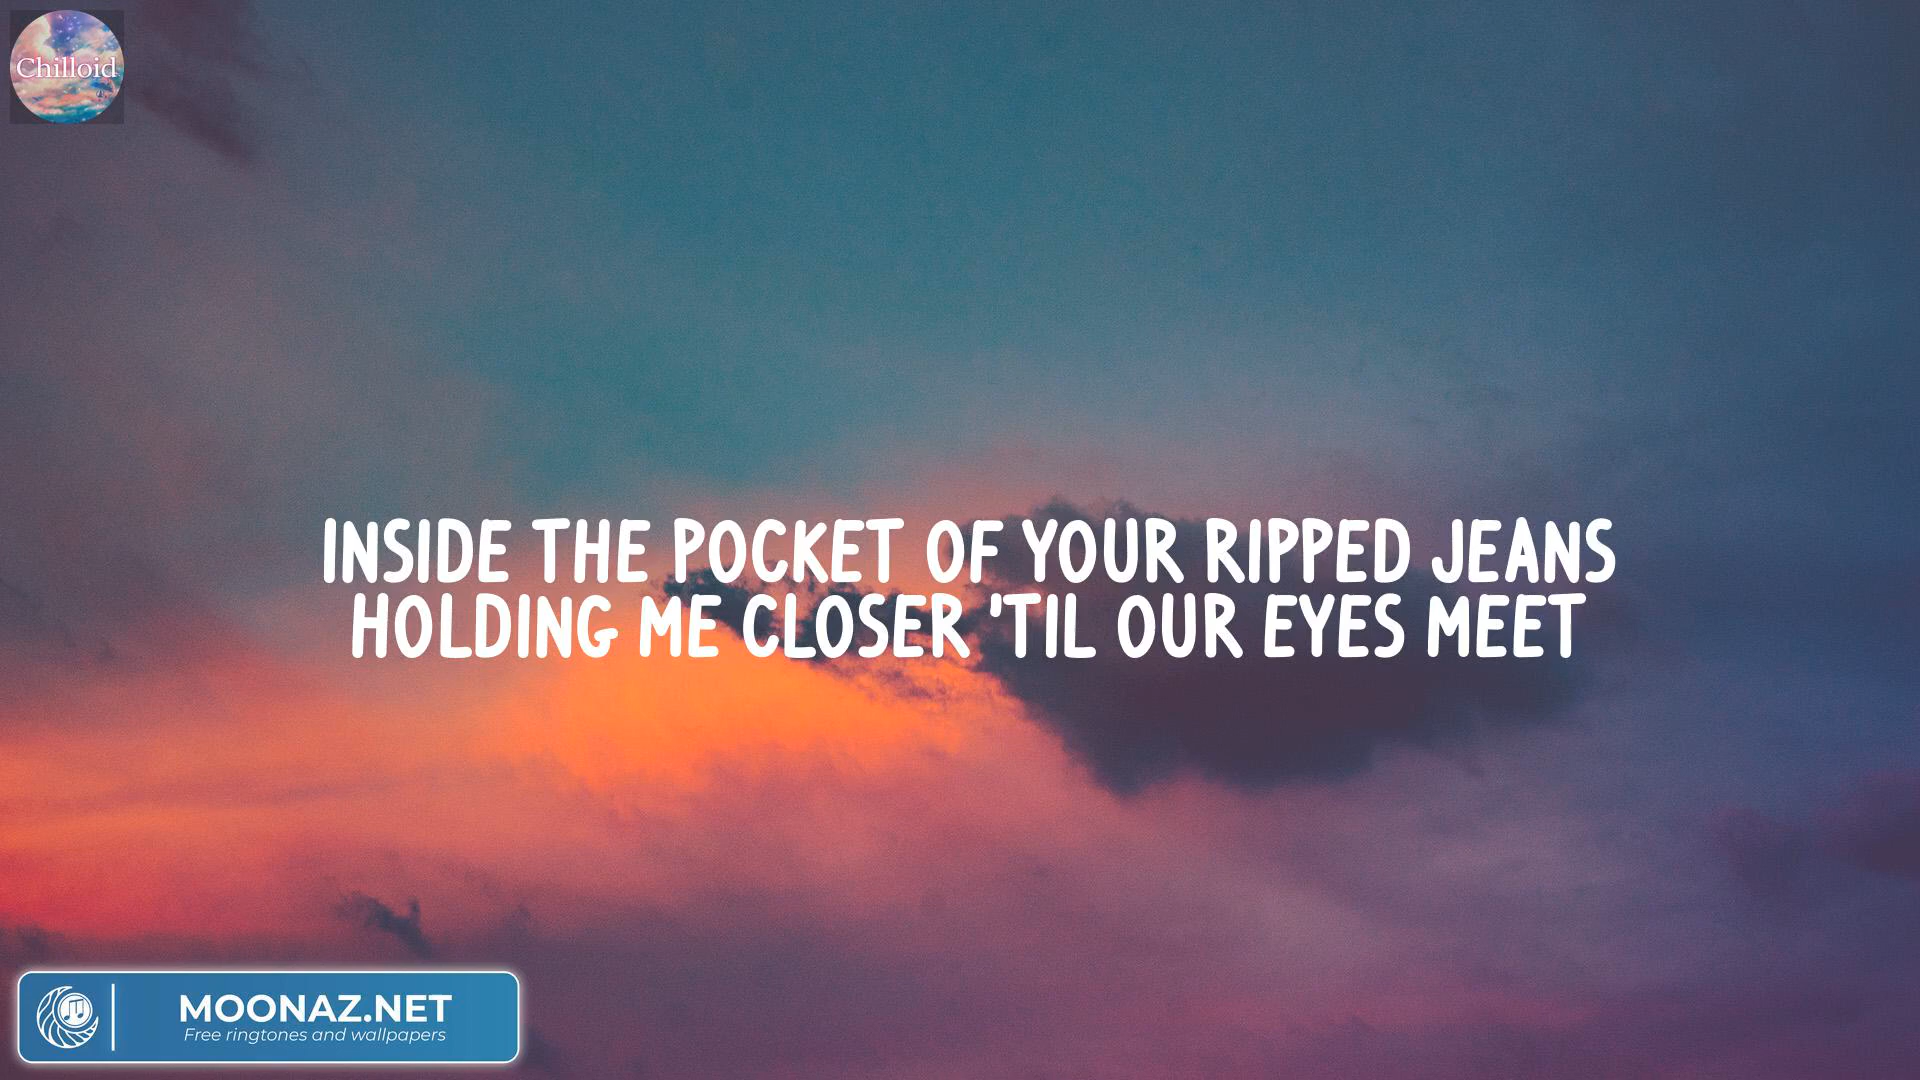 Chilloid
INSIDE THE POCKET OF YOUR RIPPED JEANS
HOLDING ME CLOSER 'TIL OUR EYES MEET
MOONAZ.NET
Free ringtones and wallpapers